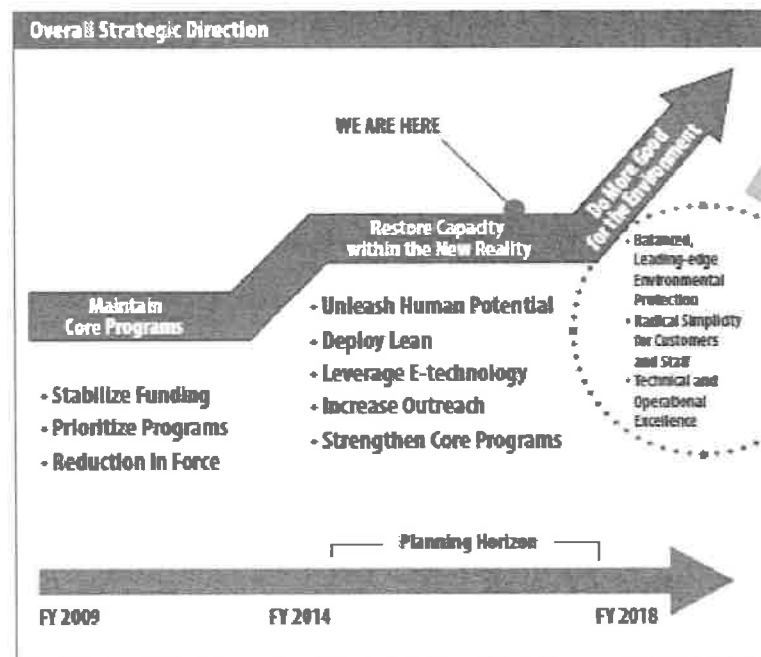 Overall Strategic Direction
WE ARE HERE
Do More Good
for the Environment
Restore Capacity
within the New Reality
Maintain
Core Programs
• Balanced,
Leading-edge
Environmental
Protection
• Radical Simplicity
for Customers
and Staff
• Technical and
Operational
Excellence
• Unleash Human Potential
• Deploy Lean
• Leverage E-technology
• Increase Outreach
• Strengthen Core Programs
• Stabilize Funding
• Prioritize Programs
• Reduction in Force
Planning Horizon
FY 2009
FY 2014
FY 2018